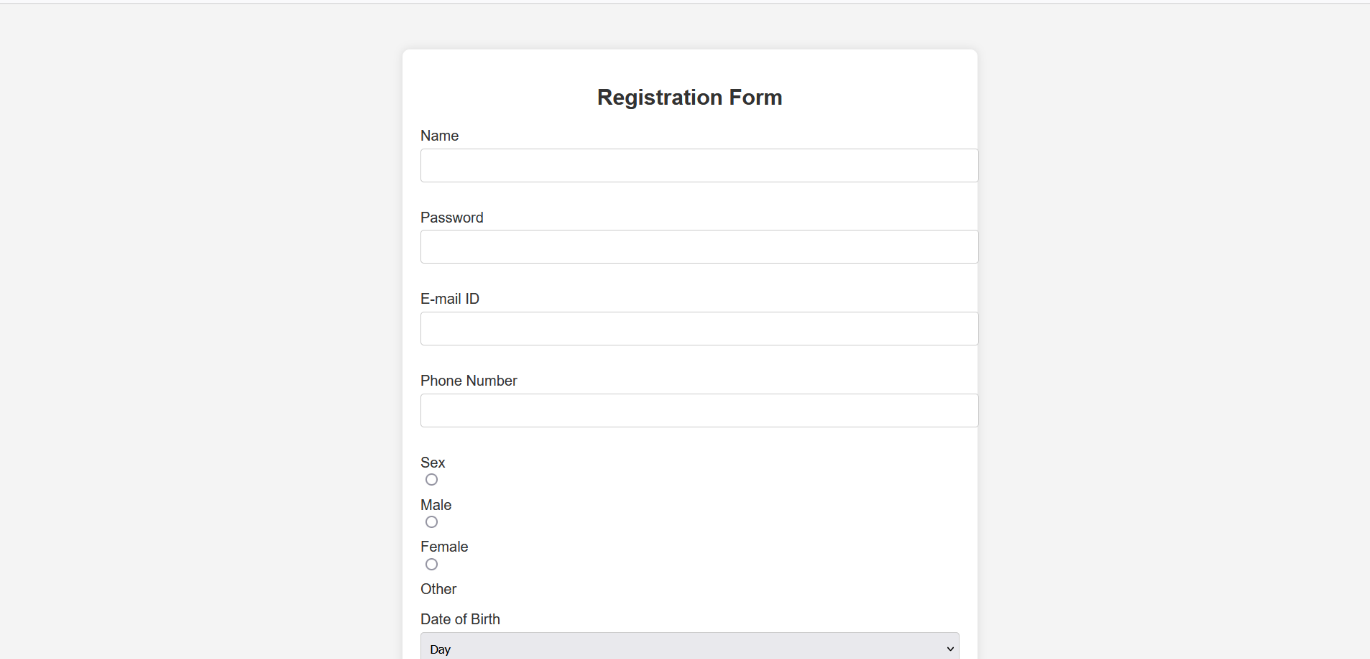 Registration Form
Name
Password
E-mail ID
Phone Number
Sex
Male
Female
Other
Date of Birth
Day